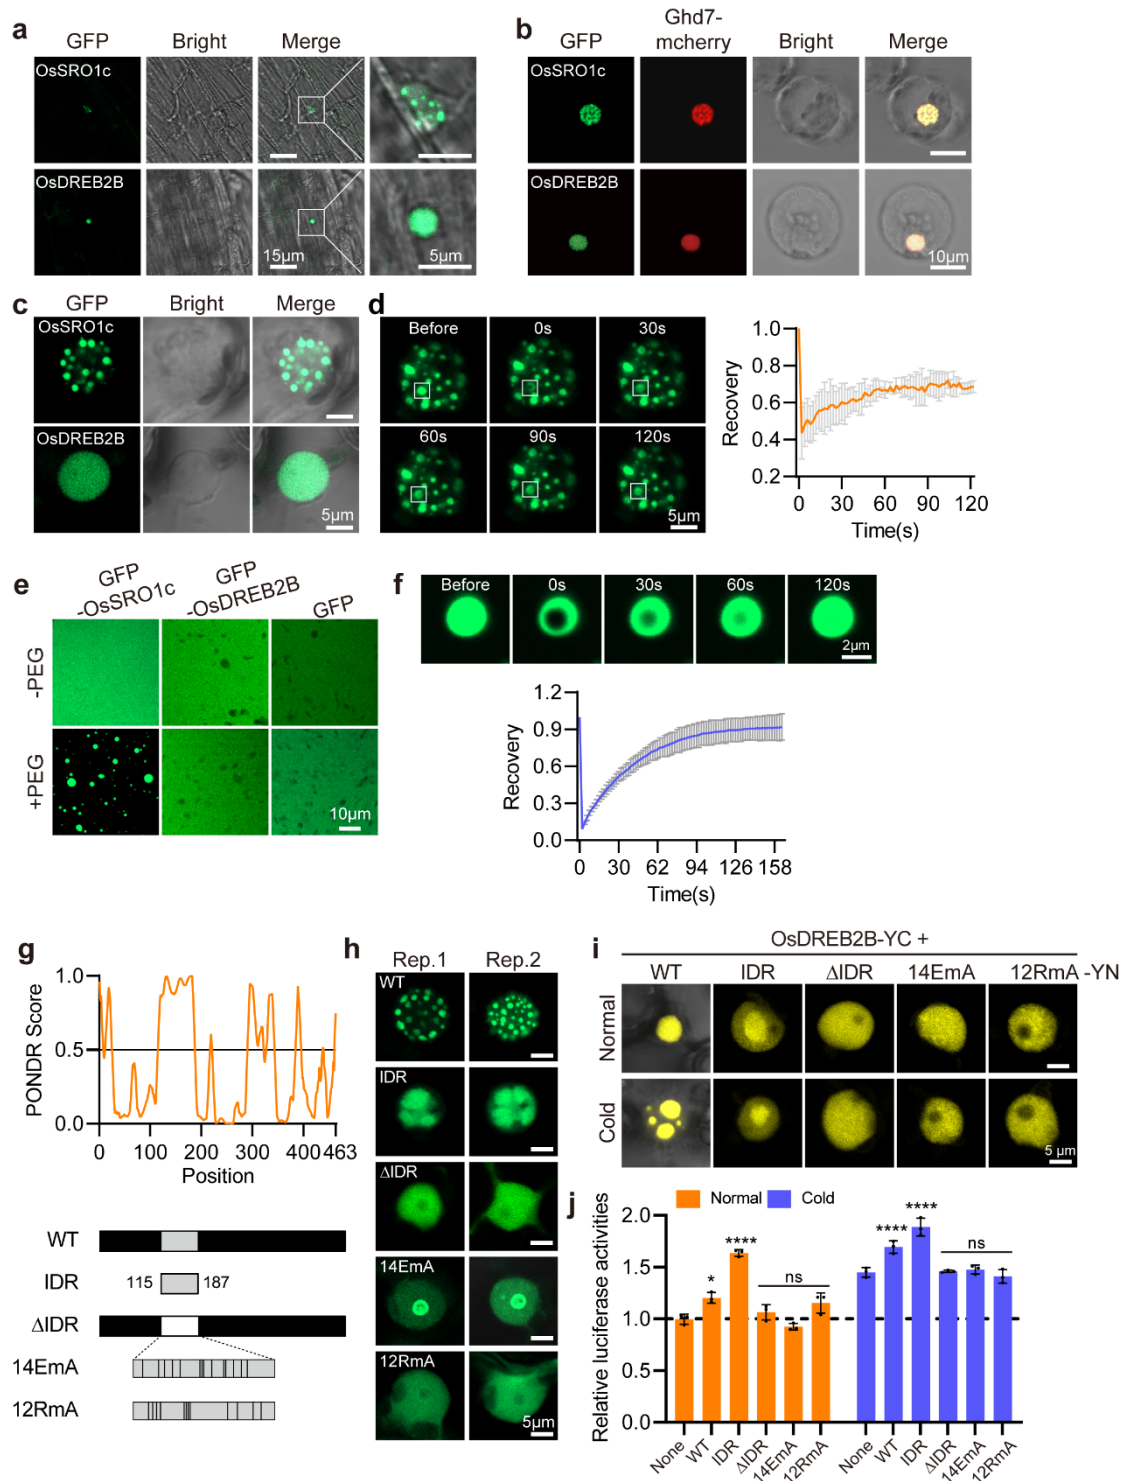 a
GFP Bright Merge
OsSRO1c
OsDREB2B
15μm 5μm
b
Ghd7-
GFP mcherry Bright Merge
OsSRO1c
OsDREB2B
10μm
c
GFP Bright Merge
OsSRO1c
OsDREB2B
5μm
d
Before 0s 30s
60s 90s 120s
5μm
Recovery
1.0
0.8
0.6
0.4
0.2
0 30 60 90 120
Time(s)
e
GFP
-OsSRO1c
GFP
-OsDREB2B
GFP
-PEG
+PEG
10μm
f
Before 0s 30s 60s 120s
2μm
Recovery
1.2
0.9
0.6
0.3
0.0
0 30 62 94 126 158
Time(s)
g
PONDR Score
1.0
0.5
0.0
0 100 200 300 400 463
Position
WT
IDR 115 187
ΔIDR
14EmA
12RmA
h
Rep.1 Rep.2
WT
IDR
ΔIDR
14EmA
12RmA
5μm
i
OsDREB2B-YC +
WT IDR ΔIDR 14EmA 12RmA -YN
Normal
Cold
5 μm
j
Normal Cold
Relative luciferase activities
2.0
1.5
1.0
0.5
0.0
* **** ns **** **** ns
None WT IDR ΔIDR 14EmA 12RmA None WT IDR ΔIDR 14EmA 12RmA